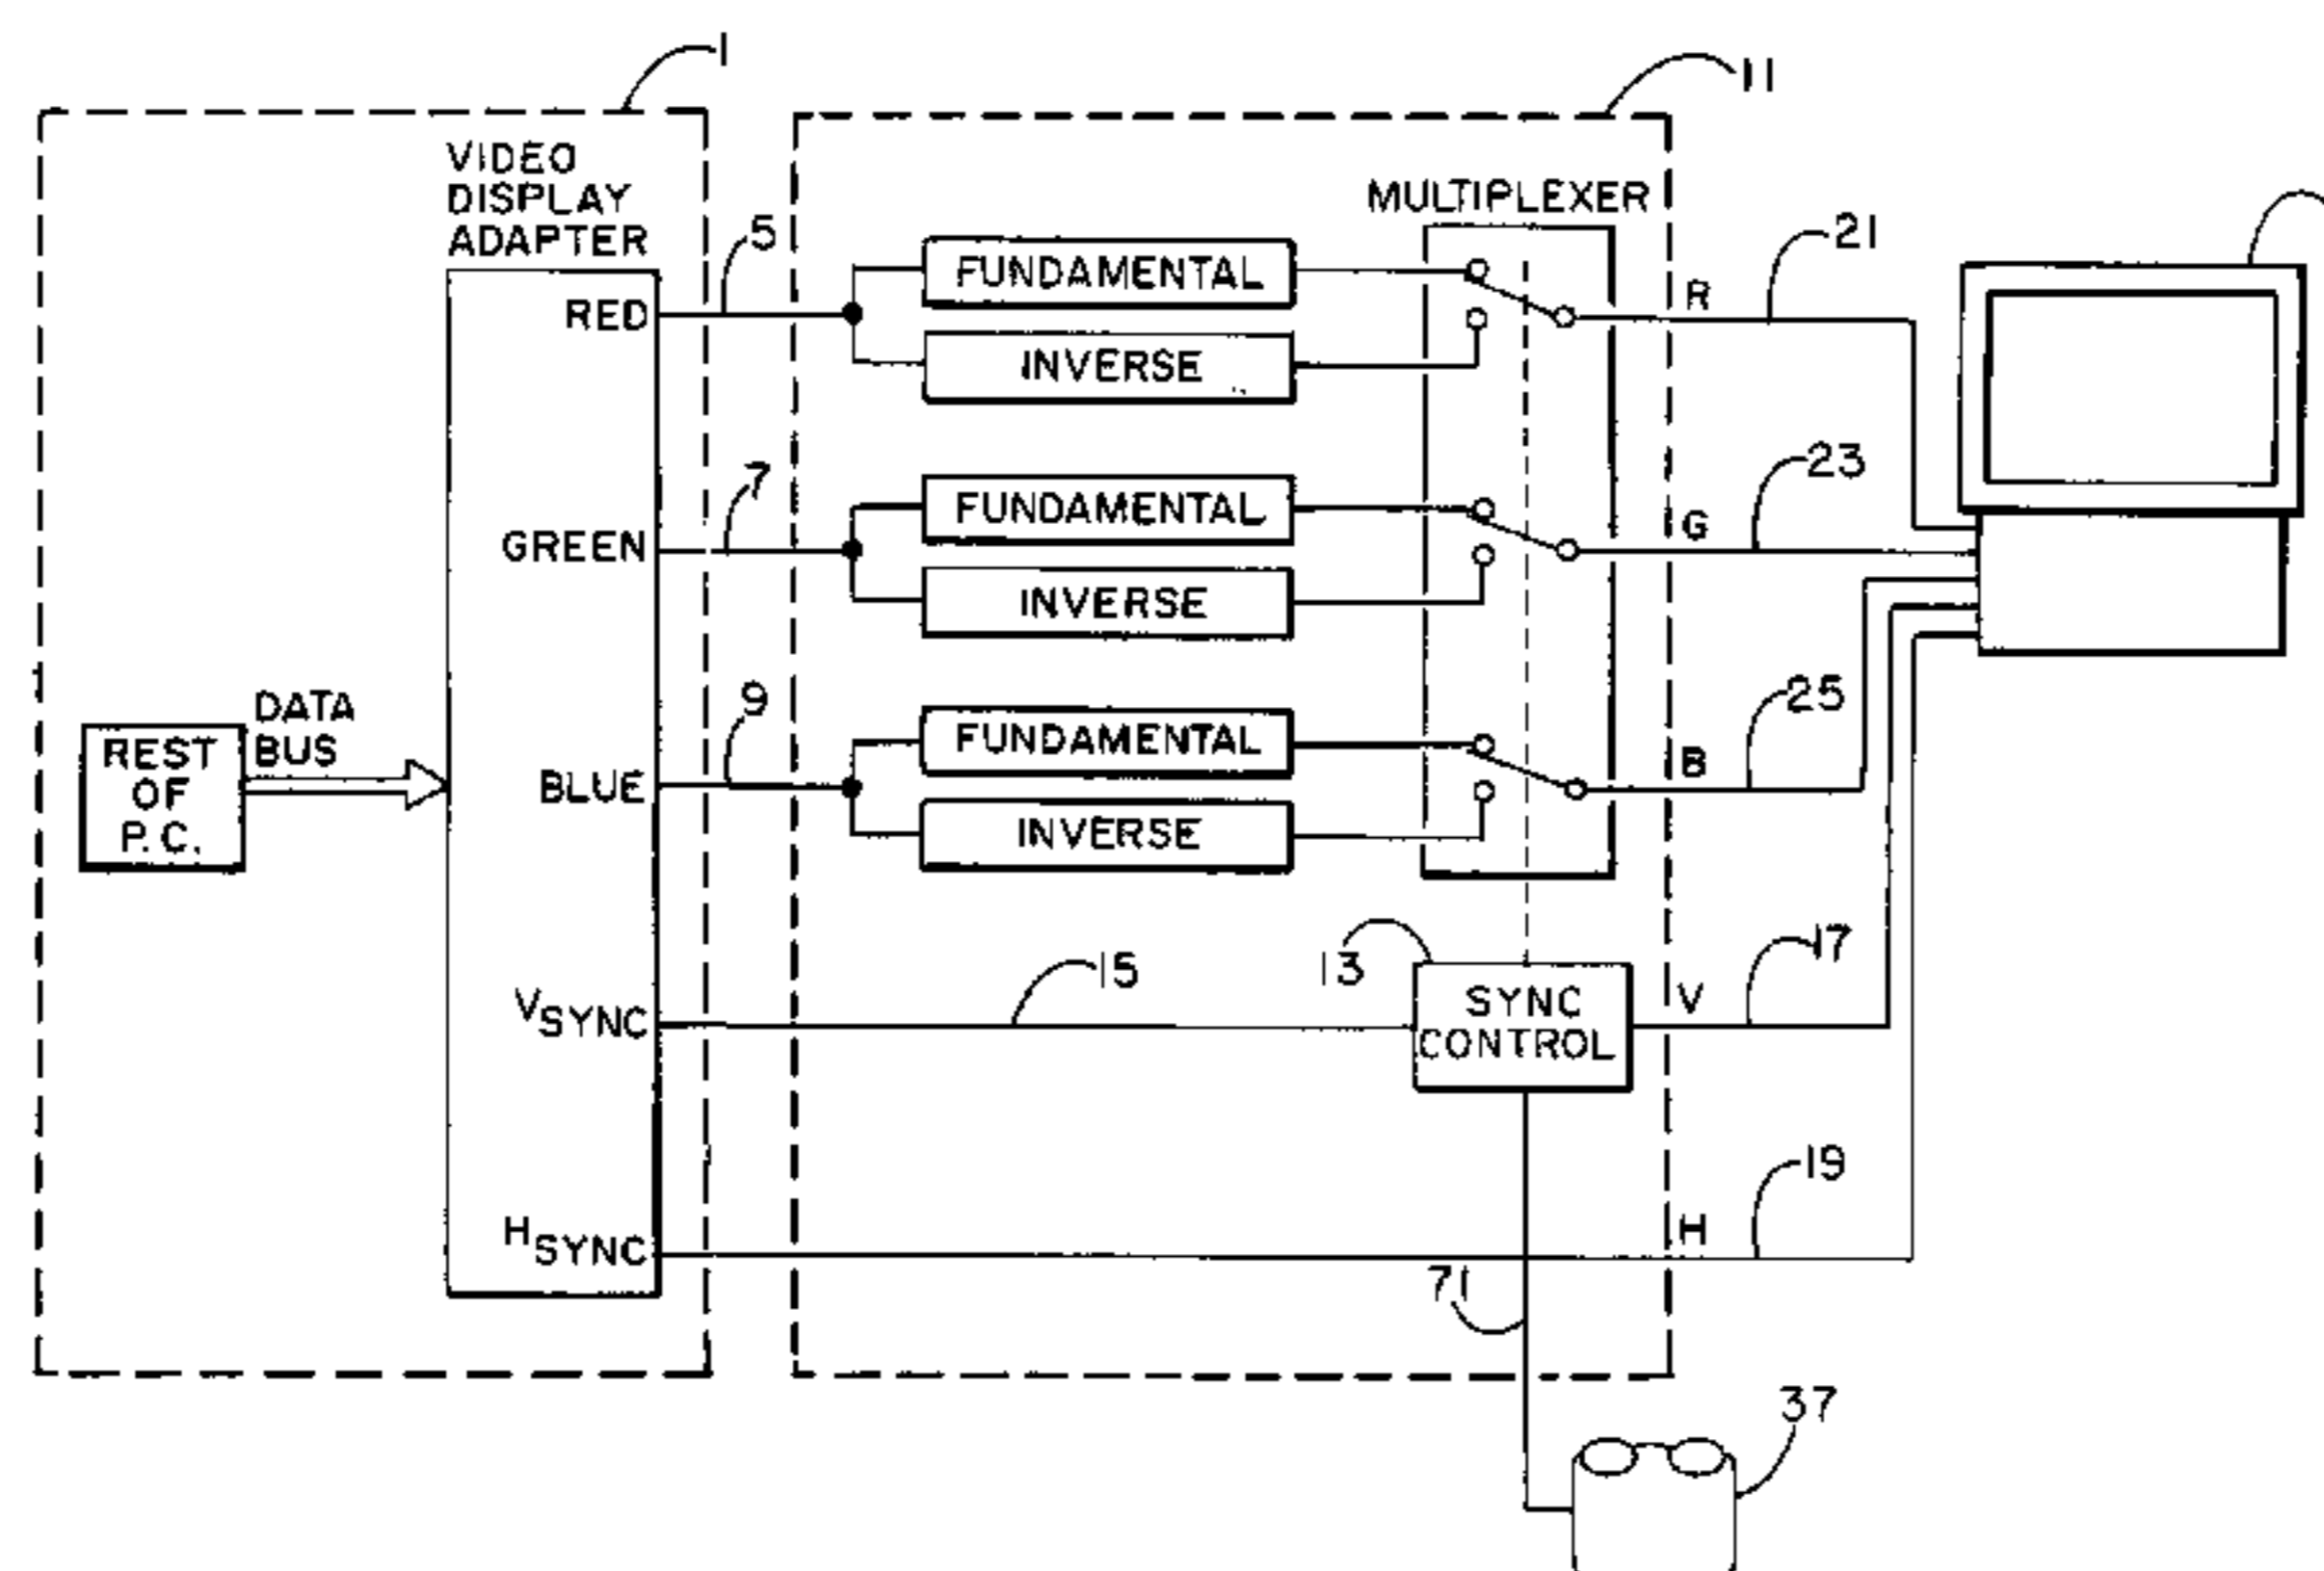 1
11
VIDEO
DISPLAY
ADAPTER
MULTIPLEXER
5
21
RED
FUNDAMENTAL
INVERSE
R
7
23
GREEN
FUNDAMENTAL
INVERSE
G
9
25
DATA
BUS
REST
OF
P.C.
BLUE
FUNDAMENTAL
INVERSE
B
15
13
17
VSYNC
SYNC
CONTROL
V
19
HSYNC
H
71
37